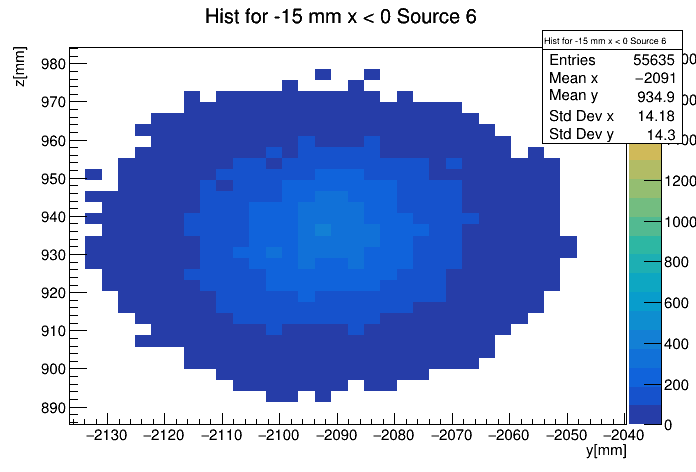 Hist for -15 mm x < 0 Source 6
Hist for -15 mm x < 0 Source 6
Entries 55635
Mean x −2091
Mean y 934.9
Std Dev x 14.18
Std Dev y 14.3
z[mm]
980
970
960
950
940
930
920
910
900
890
−2130 −2120 −2110 −2100 −2090 −2080 −2070 −2060 −2050 −2040
y[mm]
1200
1000
800
600
400
200
0